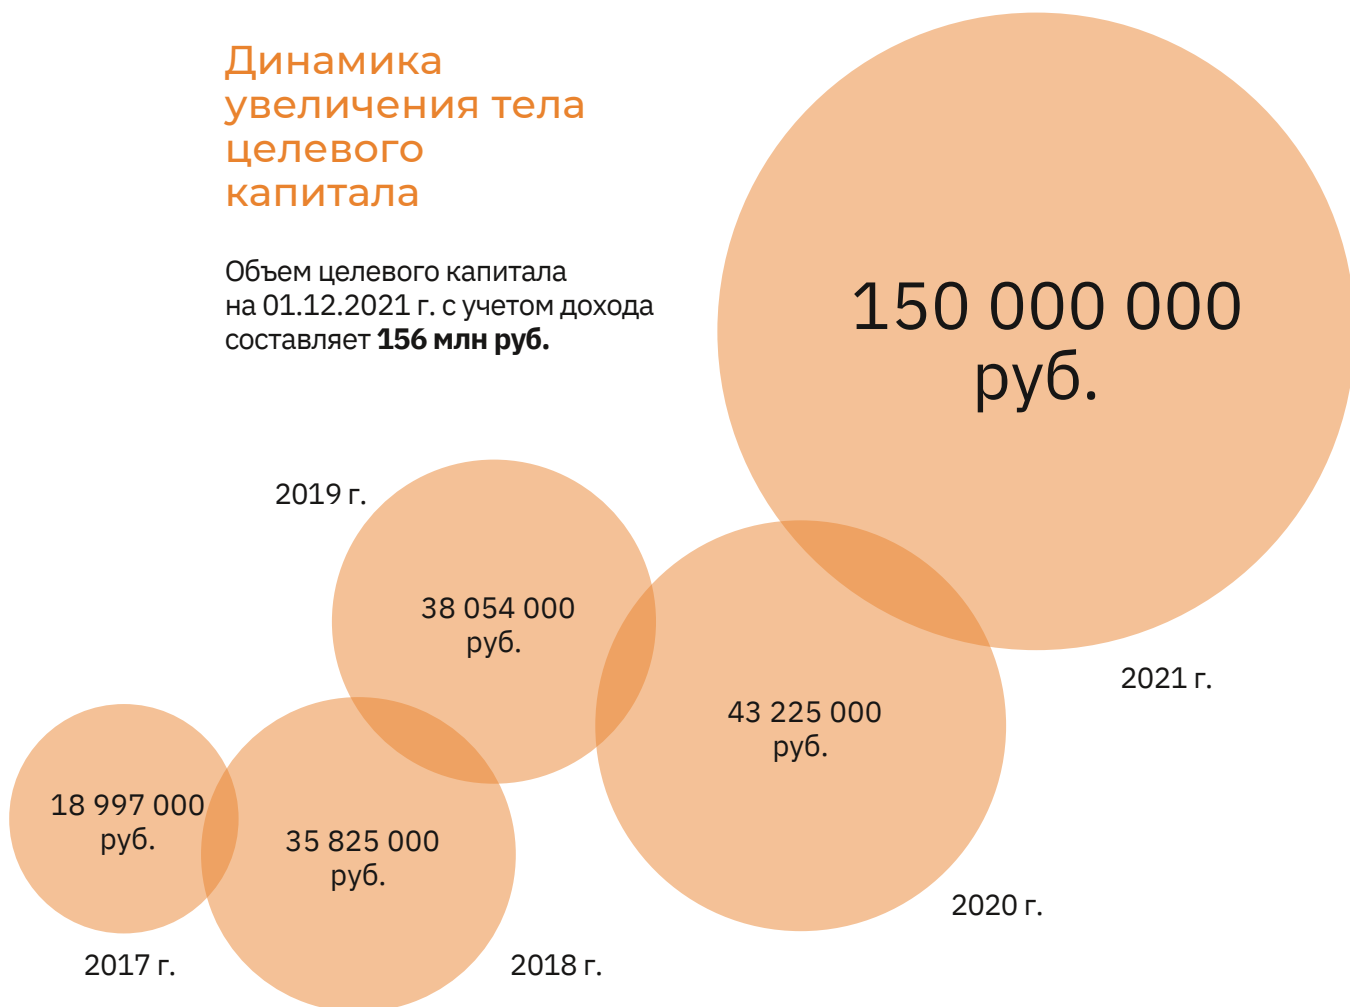 Динамика
увеличения тела
целевого
капитала
Объем целевого капитала
на 01.12.2021 г. с учетом дохода
составляет 156 млн руб.
150 000 000
руб.
2021 г.
2019 г.
38 054 000
руб.
43 225 000
руб.
2020 г.
18 997 000
руб.
2017 г.
35 825 000
руб.
2018 г.